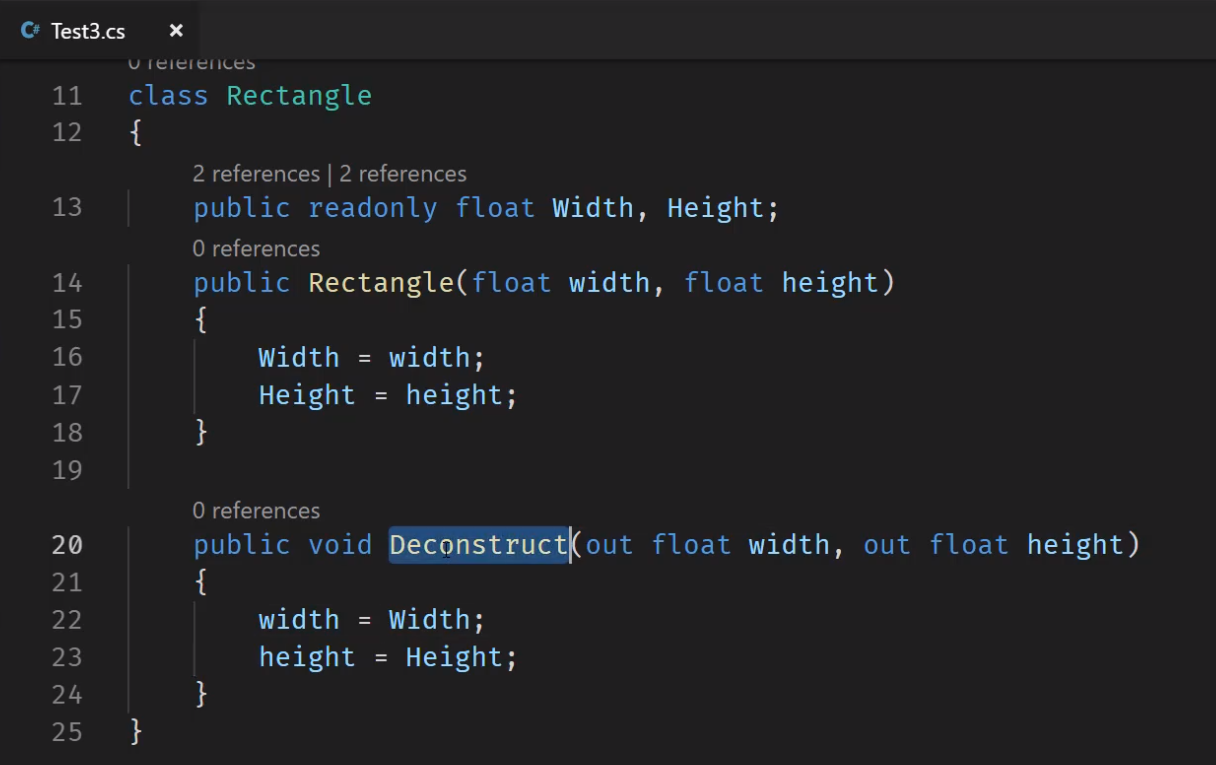 C# Test3.cs ×
0 references
11 class Rectangle
12 {
2 references | 2 references
13 public readonly float Width, Height;
0 references
14 public Rectangle(float width, float height)
15 {
16 Width = width;
17 Height = height;
18 }
19
0 references
20 public void Deconstruct(out float width, out float height)
21 {
22 width = Width;
23 height = Height;
24 }
25 }